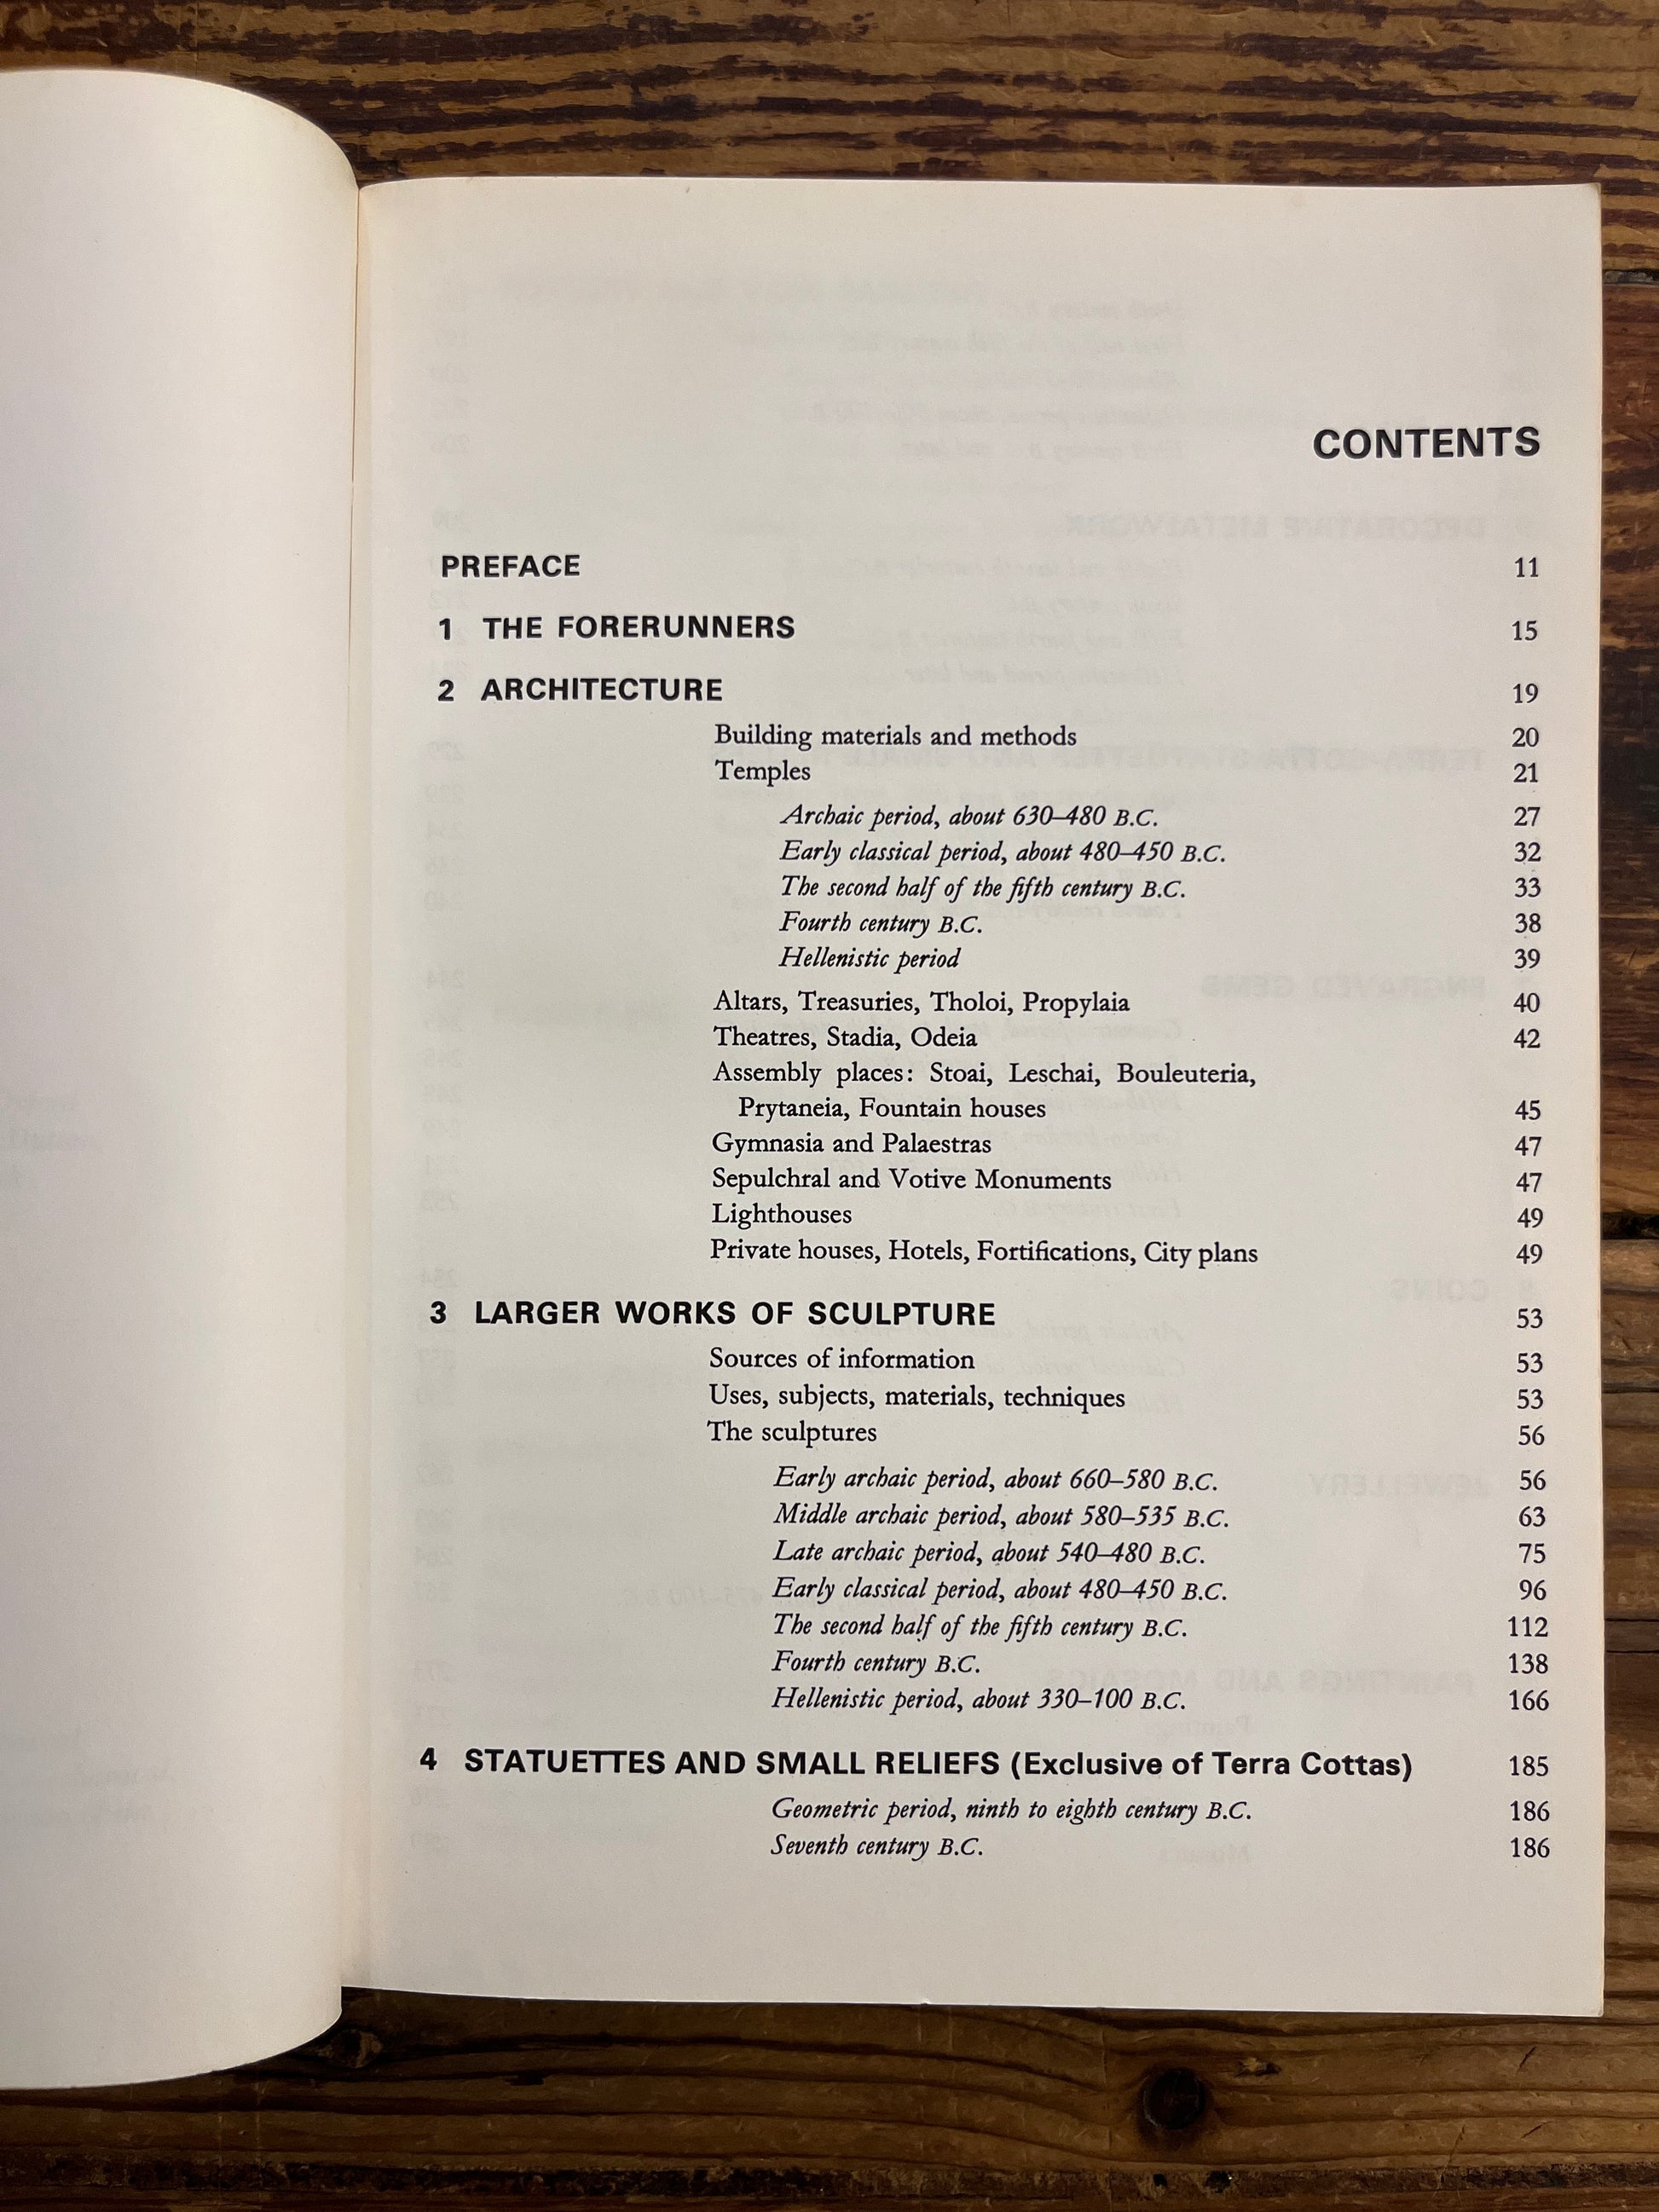 CONTENTS
PREFACE 11
1 THE FORERUNNERS 15
2 ARCHITECTURE 19
Building materials and methods 20
Temples 21
Archaic period, about 630–480 B.C. 27
Early classical period, about 480–450 B.C. 32
The second half of the fifth century B.C. 33
Fourth century B.C. 38
Hellenistic period 39
Altars, Treasuries, Tholoi, Propylaia 40
Theatres, Stadia, Odeia 42
Assembly places: Stoai, Leschai, Bouleuteria,
Prytaneia, Fountain houses 45
Gymnasia and Palaestras 47
Sepulchral and Votive Monuments 47
Lighthouses 49
Private houses, Hotels, Fortifications, City plans 49
3 LARGER WORKS OF SCULPTURE 53
Sources of information 53
Uses, subjects, materials, techniques 53
The sculptures 56
Early archaic period, about 660–580 B.C. 56
Middle archaic period, about 580–535 B.C. 63
Late archaic period, about 540–480 B.C. 75
Early classical period, about 480–450 B.C. 96
The second half of the fifth century B.C. 112
Fourth century B.C. 138
Hellenistic period, about 330–100 B.C. 166
4 STATUETTES AND SMALL RELIEFS (Exclusive of Terra Cottas) 185
Geometric period, ninth to eighth century B.C. 186
Seventh century B.C. 186